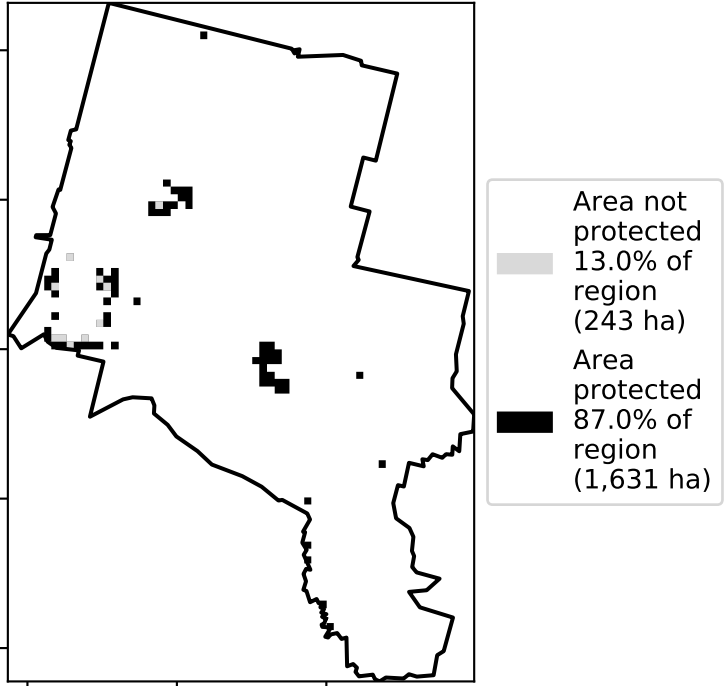 Area not
protected
13.0% of
region
(243 ha)
Area
protected
87.0% of
region
(1,631 ha)